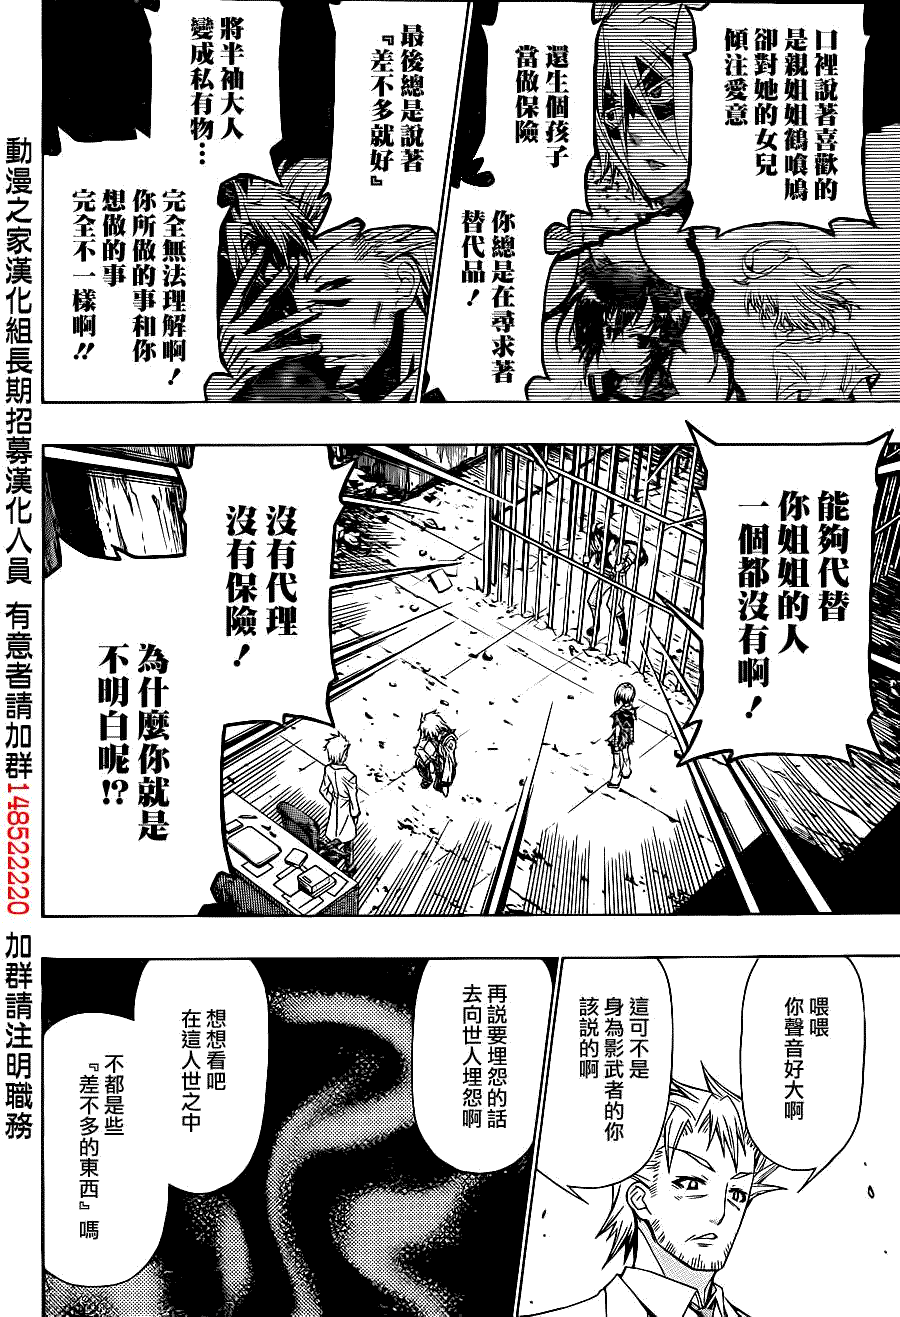 口裡說著喜歡的
是親姐姐鶴喰鳩
卻對她的女兒
傾注愛意
還生個孩子
當做保險
你總是在尋求著
替代品！
最後總是說著
『差不多就好』
將半袖大人
變成私有物…
完全無法理解啊！
你所做的事和你
想做的事
完全不一樣啊!!
能夠代替
你姐姐的人
一個都沒有啊！
沒有代理
沒有保險！
為什麼你就是
不明白呢!?
喂喂
你聲音好大啊
這可不是
身為影武者的你
該説的啊
再説要埋怨的話
去向世人埋怨啊
想想看吧
在這人世之中
不都是些
『差不多的東西』嗎
動漫之家漢化組長期招募漢化人員 有意者請加群148522220 加群請注明職務